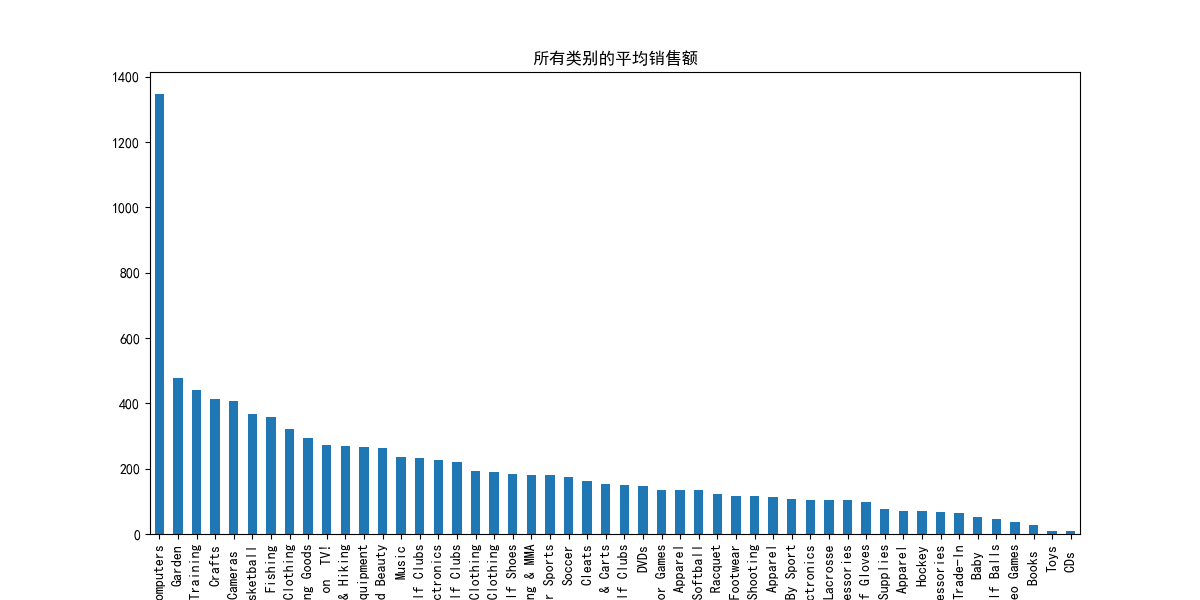 所有类别的平均销售额
1400
1200
1000
800
600
400
200
0
omputers
Garden
Training
Crafts
Cameras
sketball
Fishing
Clothing
ng Goods
on TV!
& Hiking
quipment
d Beauty
Music
lf Clubs
ctronics
lf Clubs
Clothing
Clothing
lf Shoes
ng & MMA
r Sports
Soccer
Cleats
& Carts
lf Clubs
DVDs
or Games
Apparel
Softball
Racquet
Footwear
Shooting
Apparel
By Sport
ctronics
Lacrosse
essories
f Gloves
Supplies
Apparel
Hockey
essories
Trade-In
Baby
lf Balls
eo Games
Books
Toys
CDs